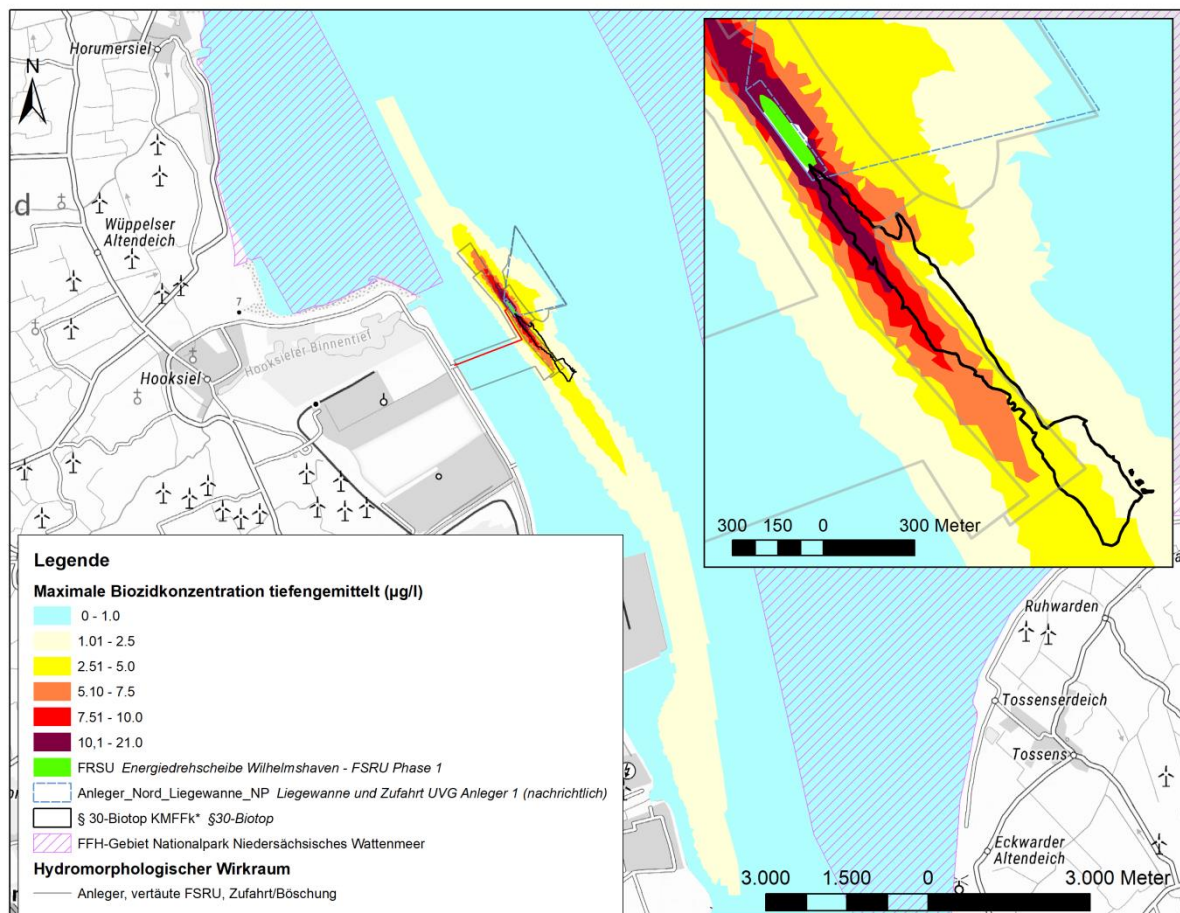 Horumersiel
N
d
Wüppelser
Altendeich
7
Hooksiel
Hooksieler Binnentief
300 150 0 300 Meter
Ruhwarden
Tossenserdeich
Tossens
Eckwarder
Altendeich
3.000 1.500 0 3.000 Meter
Legende
Maximale Biozidkonzentration tiefengemittelt (µg/l)
0 - 1.0
1.01 - 2.5
2.51 - 5.0
5.10 - 7.5
7.51 - 10.0
10,1 - 21.0
FRSU Energiedrehscheibe Wilhelmshaven - FSRU Phase 1
Anleger_Nord_Liegewanne_NP Liegewanne und Zufahrt UVG Anleger 1 (nachrichtlich)
§ 30-Biotop KMFFk* §30-Biotop
FFH-Gebiet Nationalpark Niedersächsisches Wattenmeer
Hydromorphologischer Wirkraum
Anleger, vertäute FSRU, Zufahrt/Böschung